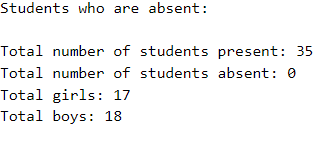 Students who are absent:
Total number of students present: 35
Total number of students absent: 0
Total girls: 17
Total boys: 18